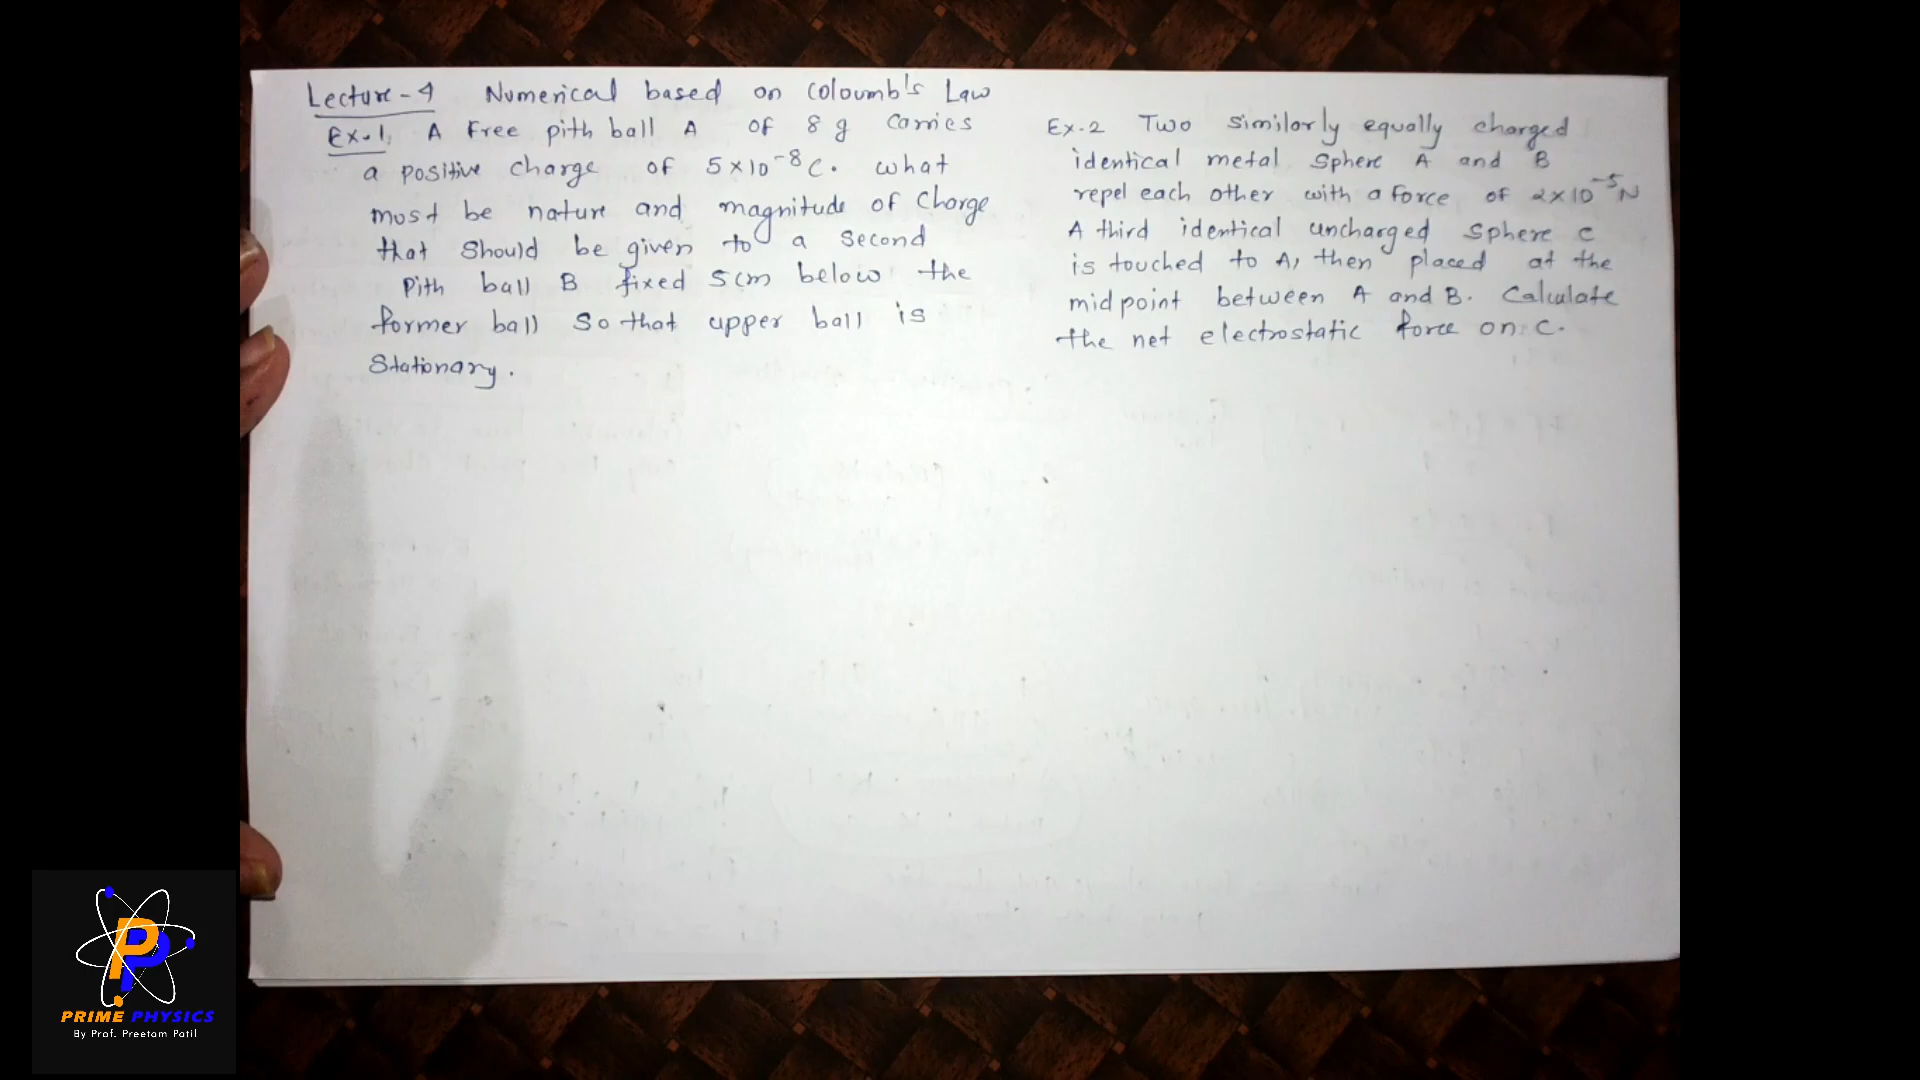 Lecture-4 Numerical based on Coloumb's Law
Ex.1, A Free pith ball A of 8 g carries
a positive charge of 5×10⁻⁸C. what
must be nature and magnitude of Charge
that should be given to a second
Pith ball B fixed 5cm below the
former ball So that upper ball is
Stationary.
Ex.2 Two similarly equally charged
identical metal Sphere A and B
repel each other with a force of 2×10⁻⁵N
A third identical uncharged sphere C
is touched to A, then placed at the
midpoint between A and B. Calculate
the net electrostatic force on C.
PRIME PHYSICS
By Prof. Preetam Patil